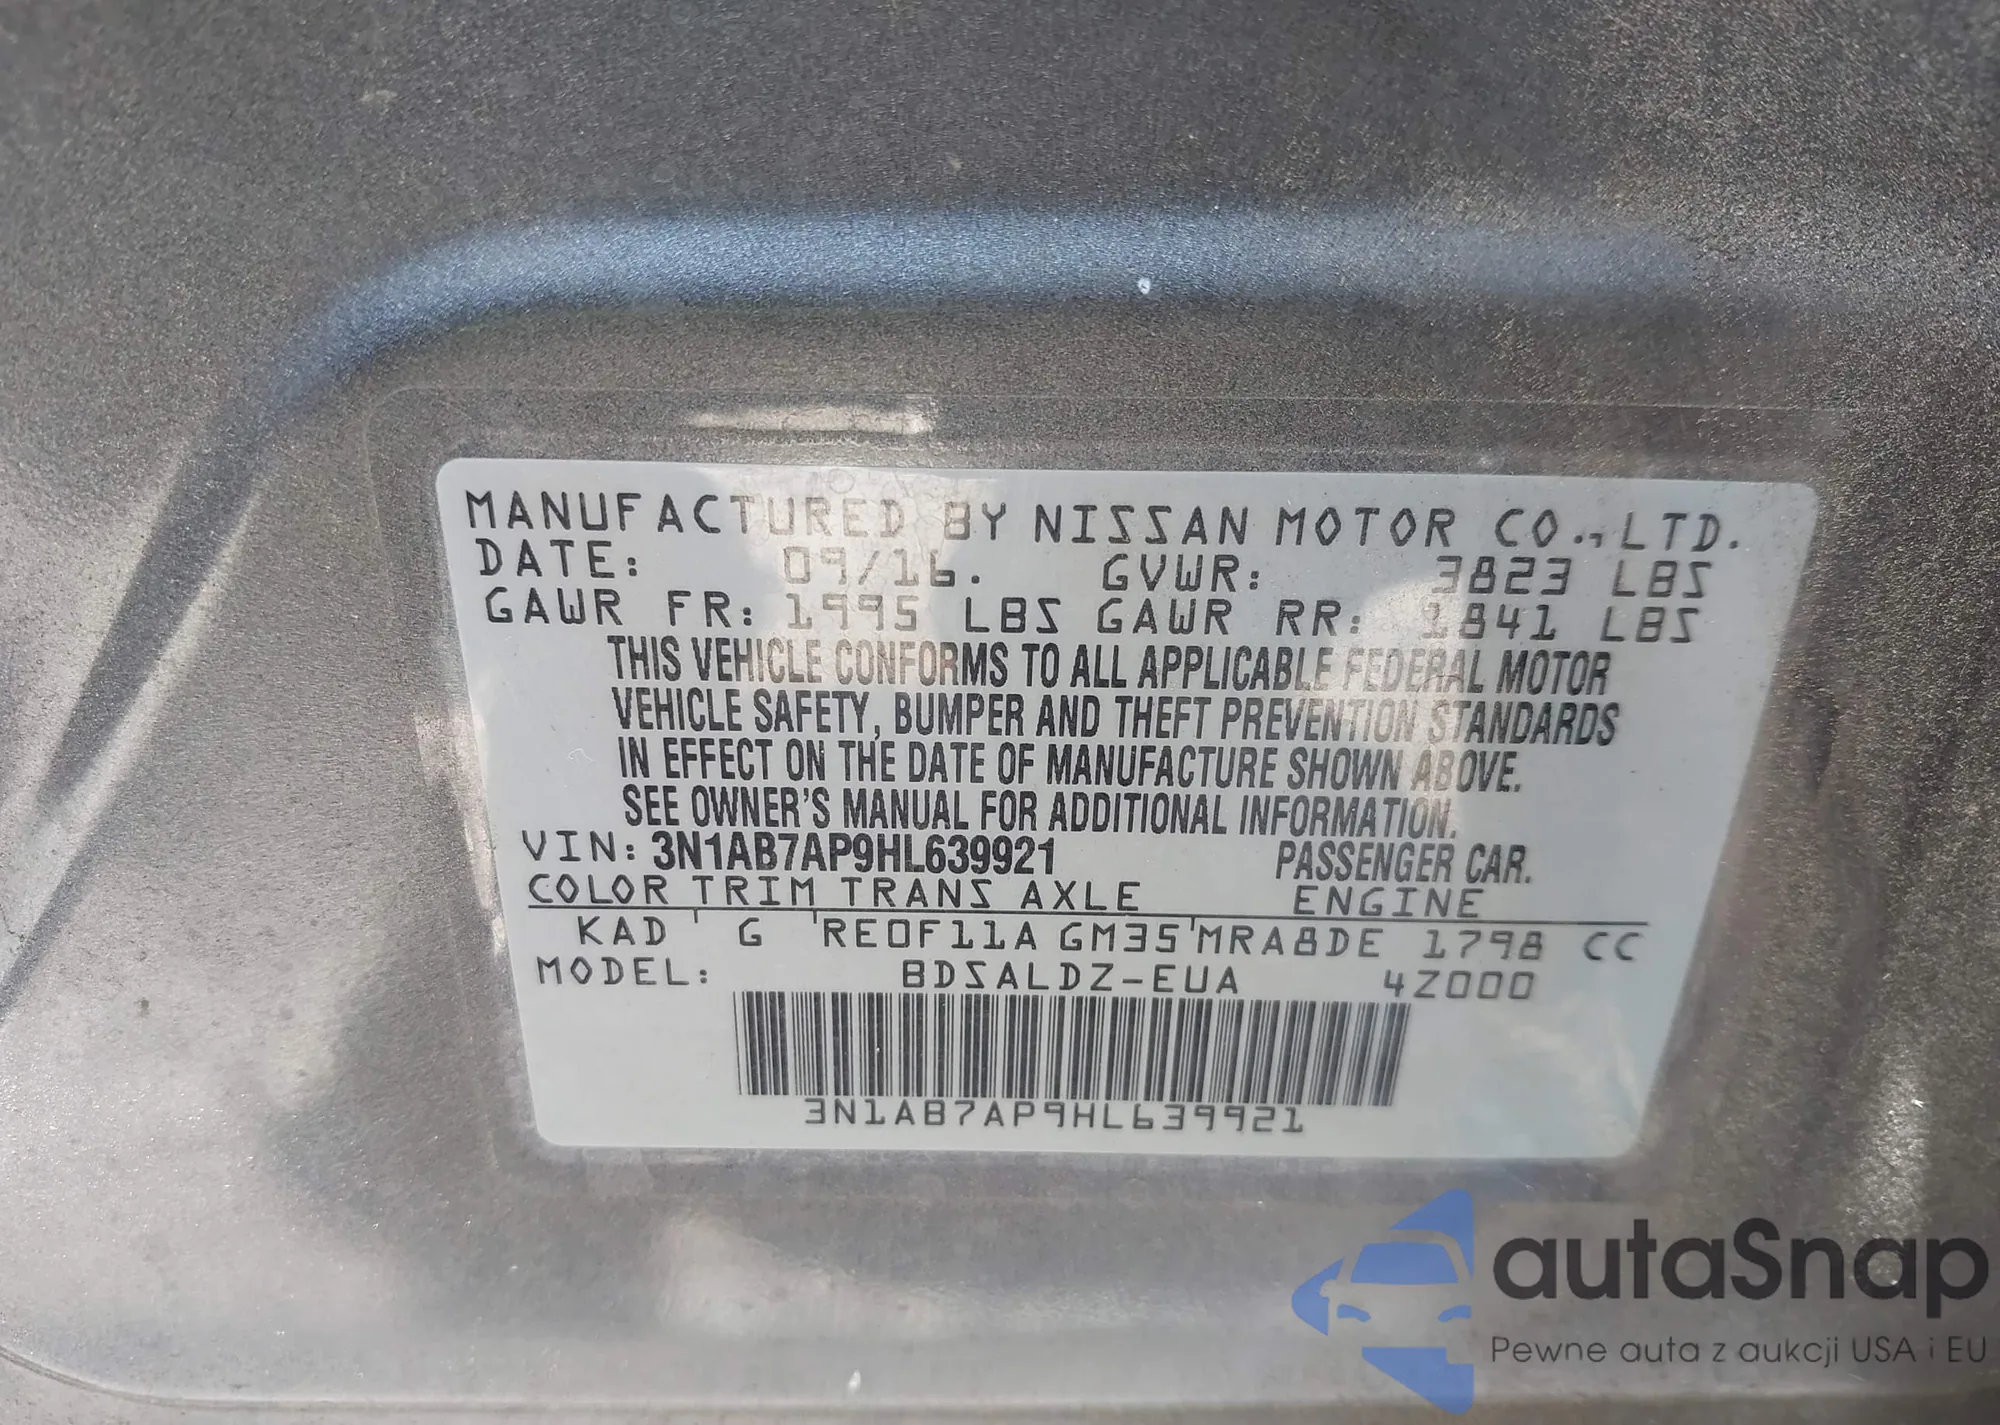 MANUFACTURED BY NISSAN MOTOR CO., LTD.
DATE: 09/16. GVWR: 3823 LBS
GAWR FR: 1995 LBS GAWR RR: 1841 LBS
THIS VEHICLE CONFORMS TO ALL APPLICABLE FEDERAL MOTOR
VEHICLE SAFETY, BUMPER AND THEFT PREVENTION STANDARDS
IN EFFECT ON THE DATE OF MANUFACTURE SHOWN ABOVE.
SEE OWNER'S MANUAL FOR ADDITIONAL INFORMATION.
VIN: 3N1AB7AP9HL639921 PASSENGER CAR.
COLOR TRIM TRANS AXLE ENGINE
KAD G RE0F11A GM35 MRA8DE 1798 CC
MODEL: BDSALDZ-EUA 4Z000
3N1AB7AP9HL639921
autaSnap
Pewne auta z aukcji USA i EU